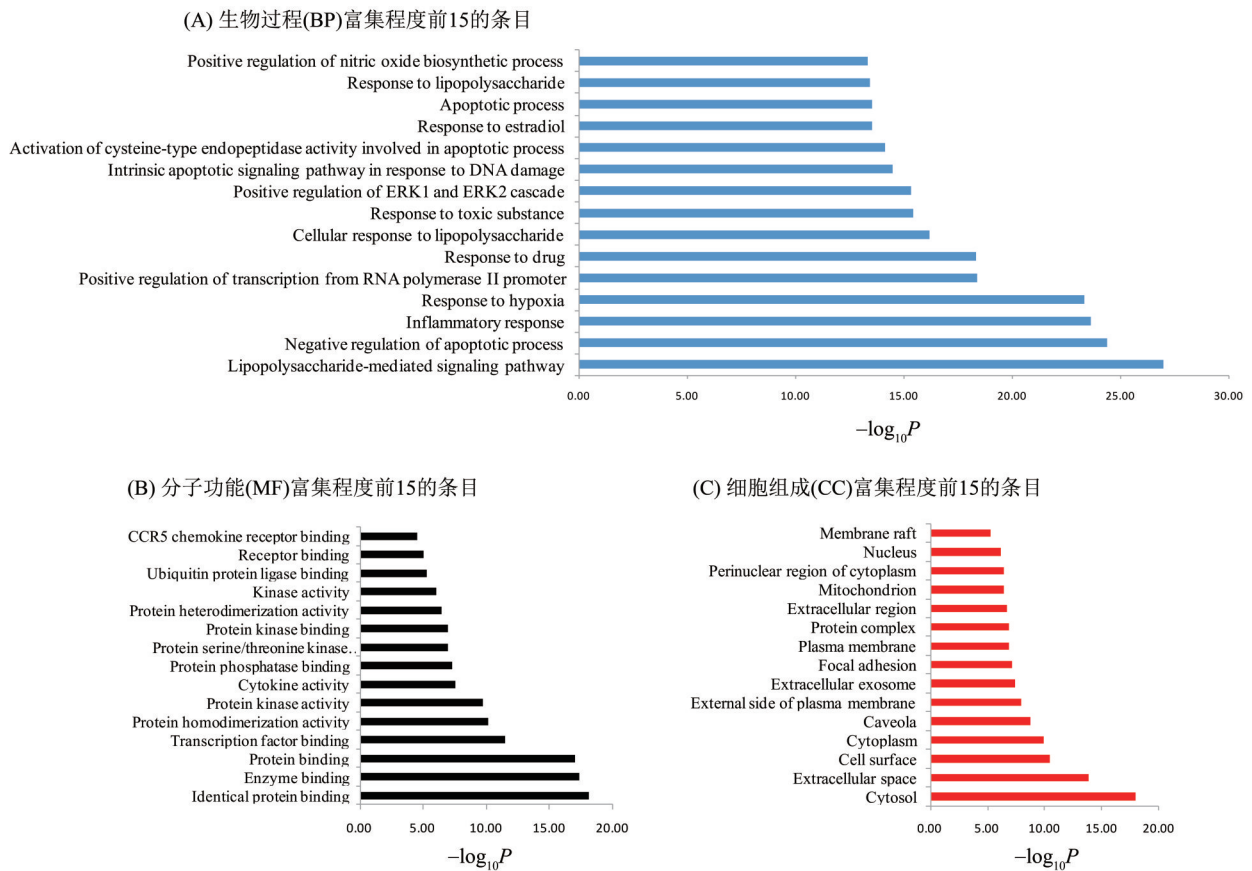 (A) 生物过程(BP)富集程度前15的条目
Positive regulation of nitric oxide biosynthetic process
Response to lipopolysaccharide
Apoptotic process
Response to estradiol
Activation of cysteine-type endopeptidase activity involved in apoptotic process
Intrinsic apoptotic signaling pathway in response to DNA damage
Positive regulation of ERK1 and ERK2 cascade
Response to toxic substance
Cellular response to lipopolysaccharide
Response to drug
Positive regulation of transcription from RNA polymerase II promoter
Response to hypoxia
Inflammatory response
Negative regulation of apoptotic process
Lipopolysaccharide-mediated signaling pathway
0.00 5.00 10.00 15.00 20.00 25.00 30.00
–log₁₀P
(B) 分子功能(MF)富集程度前15的条目
CCR5 chemokine receptor binding
Receptor binding
Ubiquitin protein ligase binding
Kinase activity
Protein heterodimerization activity
Protein kinase binding
Protein serine/threonine kinase..
Protein phosphatase binding
Cytokine activity
Protein kinase activity
Protein homodimerization activity
Transcription factor binding
Protein binding
Enzyme binding
Identical protein binding
0.00 5.00 10.00 15.00 20.00
–log₁₀P
(C) 细胞组成(CC)富集程度前15的条目
Membrane raft
Nucleus
Perinuclear region of cytoplasm
Mitochondrion
Extracellular region
Protein complex
Plasma membrane
Focal adhesion
Extracellular exosome
External side of plasma membrane
Caveola
Cytoplasm
Cell surface
Extracellular space
Cytosol
0.00 5.00 10.00 15.00 20.00
–log₁₀P